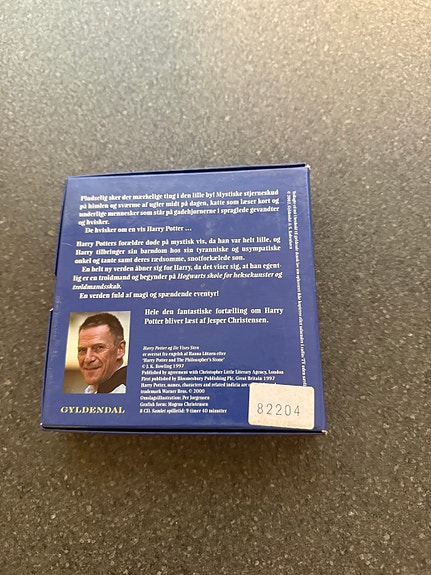 Pludselig sker der mærkelige ting i den lille by! Mystiske stjerneskud
på himlen og sværme af ugler midt på dagen, katte som læser kort og
underlige mennesker som står på gadehjørnerne i spraglede gevandter
og hvisker.
De hvisker om en vis Harry Potter ...
Harry Potters forældre døde på mystisk vis, da han var helt lille, og
Harry tilbringer sin barndom hos sin tyranniske og usympatiske
onkel og tante samt deres rædsomme, snotforkælede søn.
En helt ny verden åbner sig for Harry, da det viser sig, at han egent-
lig er en troldmand og begynder på Hogwarts skole for heksekunster og
troldmandsskab.
En verden fuld af magi og spændende eventyr!
Hele den fantastiske fortælling om Harry
Potter bliver læst af Jesper Christensen.
Harry Potter og De Vises Sten
er oversat fra engelsk af Hanna Lützen efter
"Harry Potter and The Philosopher's Stone"
© J. K. Rowling 1997
Published by agreement with Christopher Little Literary Agency, London
First published by Bloomsbury Publishing Plc, Great Britain 1997
Harry Potter, names, characters and related indicia are
trademark Warner Bros. © 2000
Omslagsillustration: Per Jørgensen
Grafisk form: Mogens Christensen
8 CD. Samlet spilletid: 9 timer 40 minutter
GYLDENDAL
82204